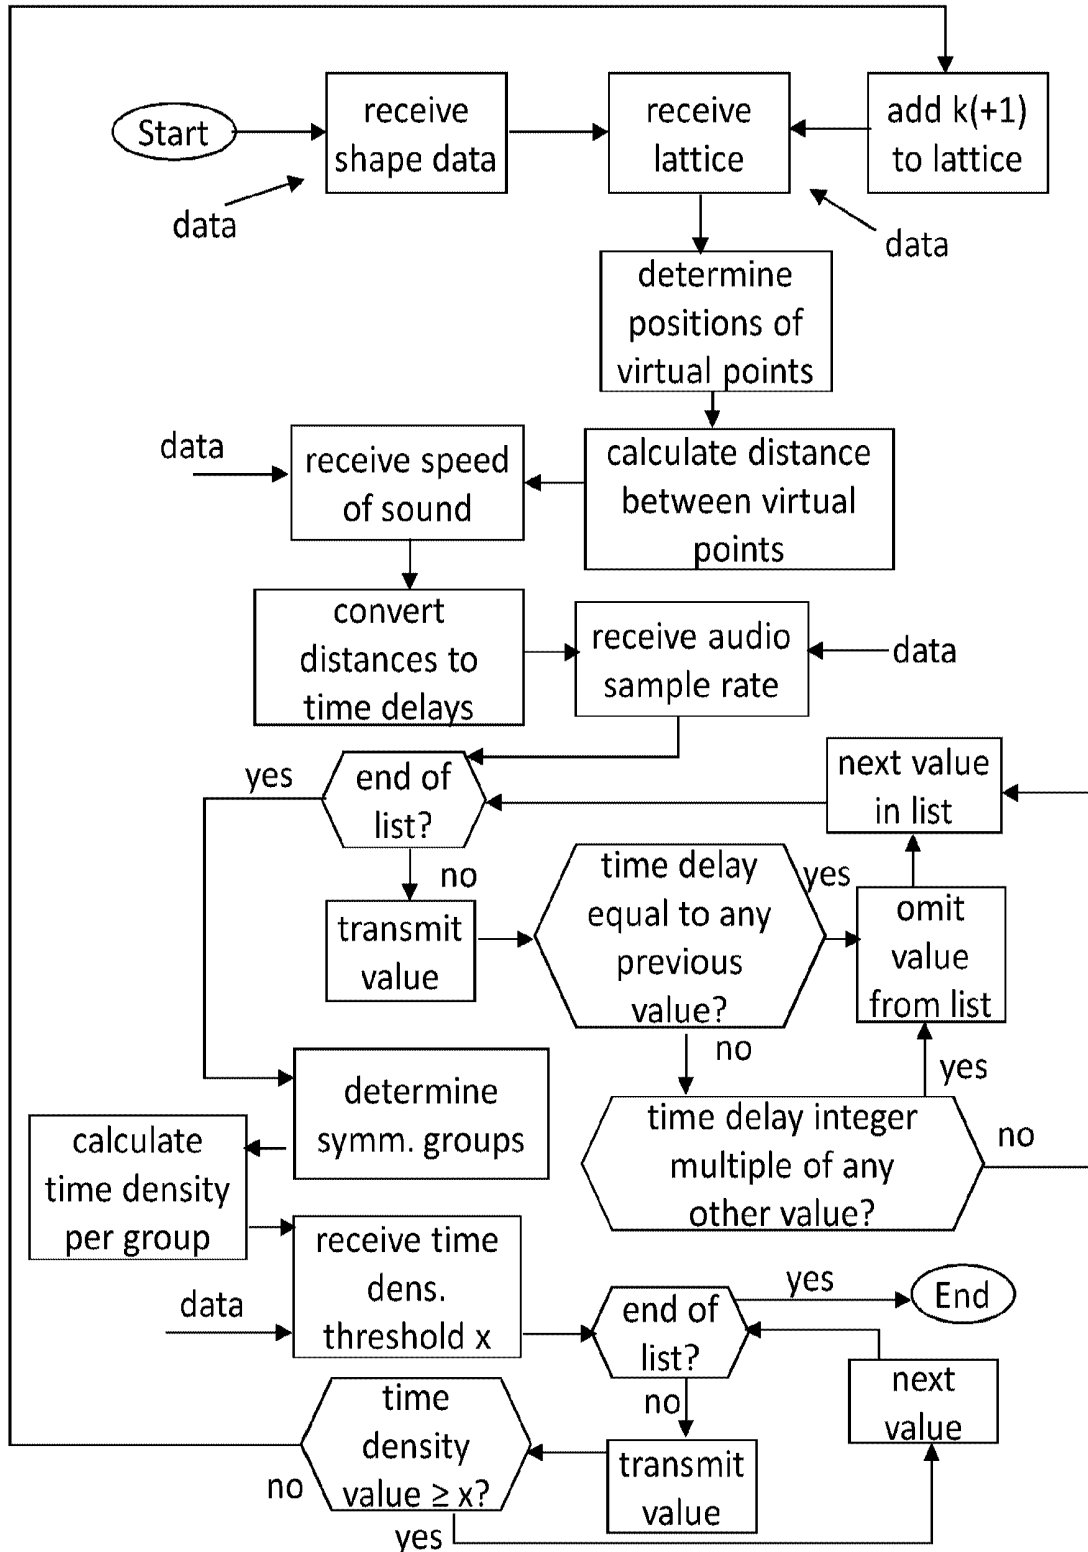 Start
receive
shape data
receive
lattice
add k(+1)
to lattice
data
data
determine
positions of
virtual points
data
receive speed
of sound
calculate distance
between virtual
points
convert
distances to
time delays
receive audio
sample rate
data
yes
end of
list?
next value
in list
no
transmit
value
time delay
equal to any
previous
value?
yes
omit
value
from list
no
yes
determine
symm. groups
time delay integer
multiple of any
other value?
no
calculate
time density
per group
receive time
dens.
threshold x
data
end of
list?
yes
End
no
next
value
time
density
value ≥ x?
transmit
value
no
yes